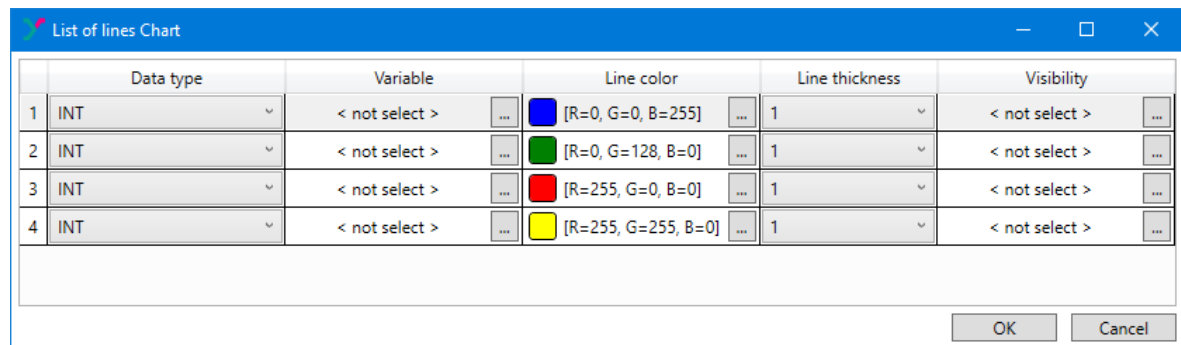 List of lines Chart
Data type Variable Line color Line thickness Visibility
1 INT < not select > ... [R=0, G=0, B=255] ... 1 < not select > ...
2 INT < not select > ... [R=0, G=128, B=0] ... 1 < not select > ...
3 INT < not select > ... [R=255, G=0, B=0] ... 1 < not select > ...
4 INT < not select > ... [R=255, G=255, B=0] ... 1 < not select > ...
OK Cancel